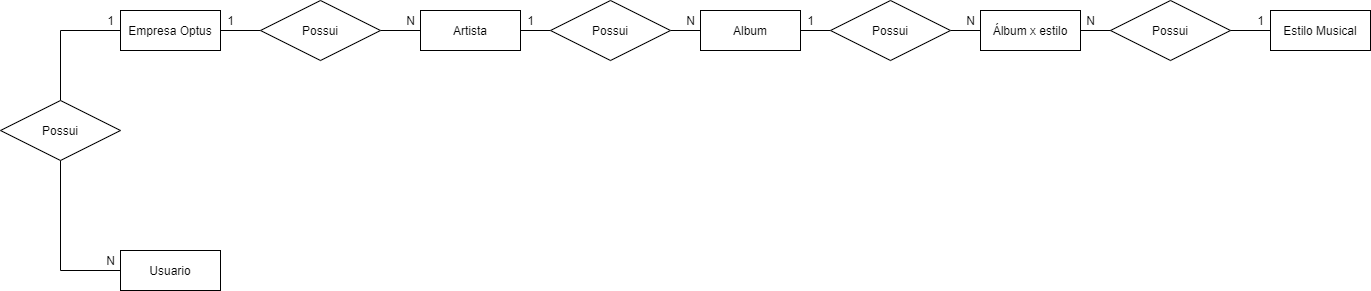 1 Empresa Optus 1 Possui N Artista 1 Possui N Album 1 Possui N Álbum x estilo N Possui 1 Estilo Musical
Possui
N
Usuario